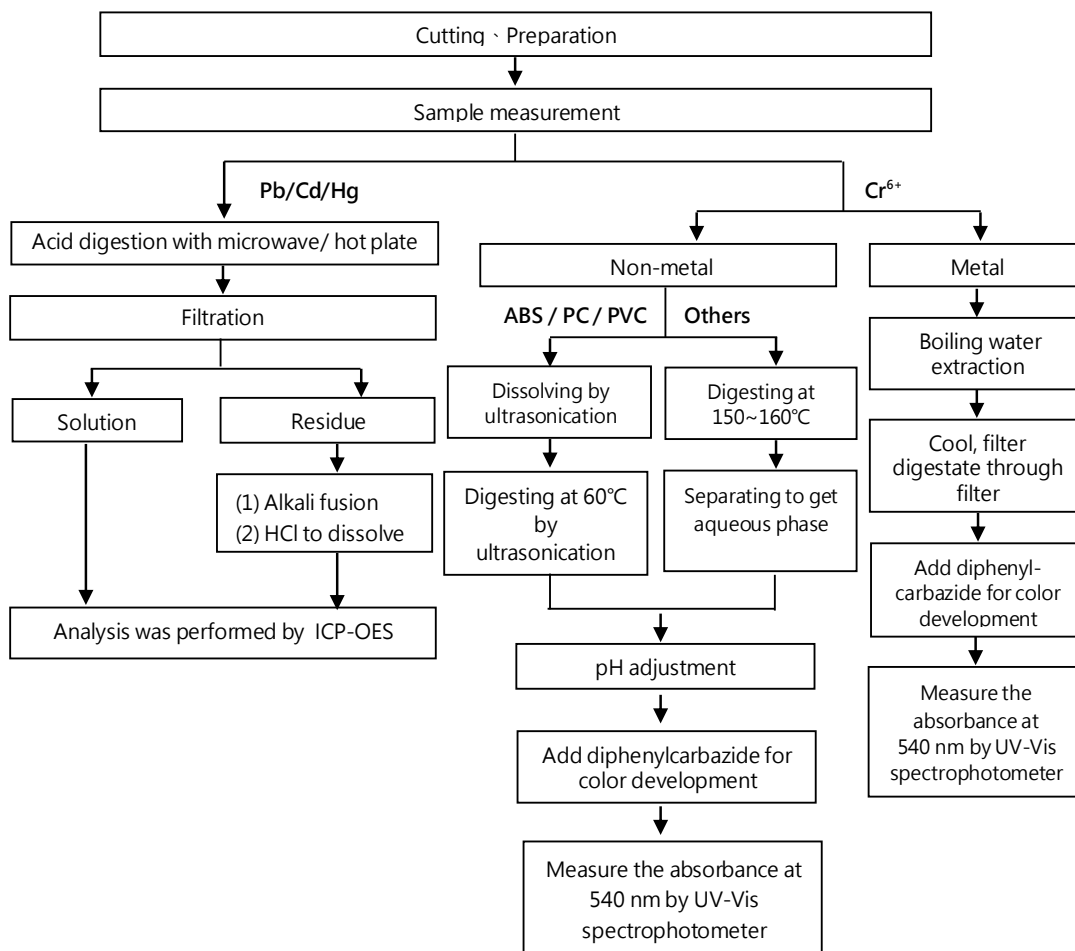 Cutting、Preparation
Sample measurement
Pb/Cd/Hg
Cr⁶⁺
Acid digestion with microwave/ hot plate
Non-metal
Metal
Filtration
ABS / PC / PVC
Others
Boiling water
extraction
Dissolving by
ultrasonication
Digesting at
150~160℃
Solution
Residue
Cool, filter
digestate through
filter
(1) Alkali fusion
(2) HCl to dissolve
Digesting at 60℃
by
ultrasonication
Separating to get
aqueous phase
Add diphenyl-
carbazide for color
development
Analysis was performed by ICP-OES
pH adjustment
Measure the
absorbance at
540 nm by UV-Vis
spectrophotometer
Add diphenylcarbazide for
color development
Measure the absorbance at
540 nm by UV-Vis
spectrophotometer